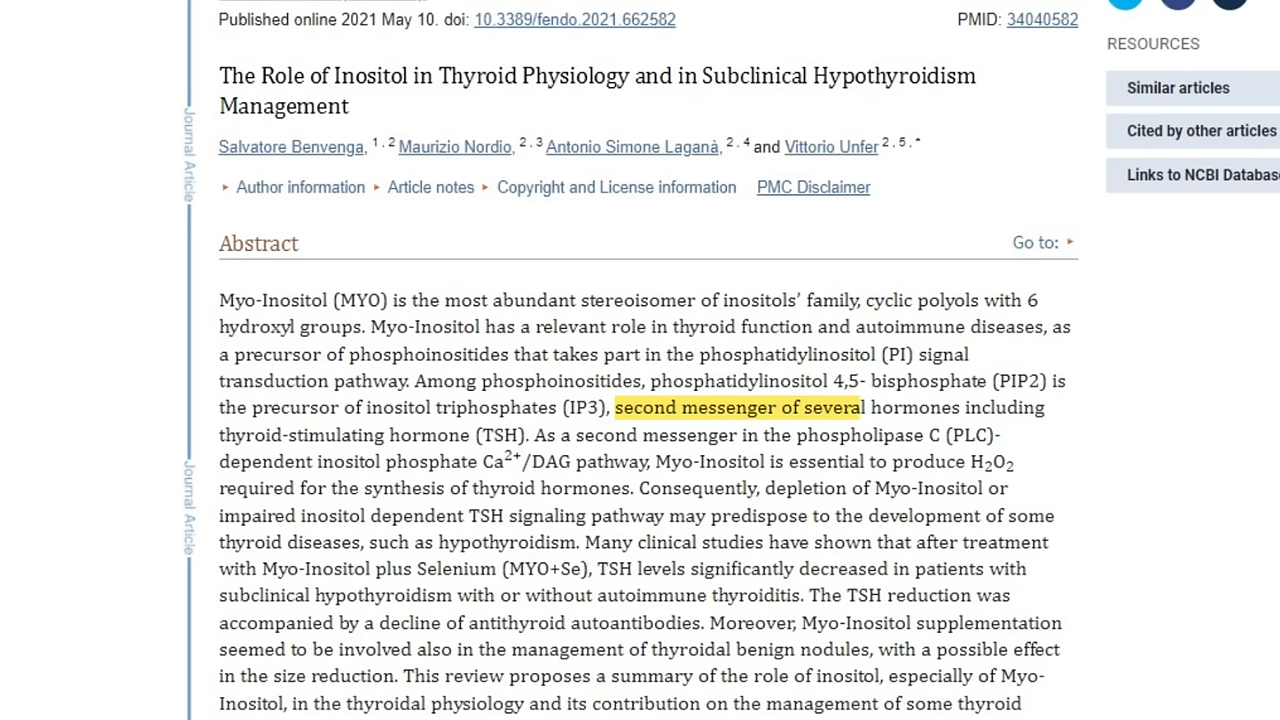 Published online 2021 May 10. doi: 10.3389/fendo.2021.662582 PMID: 34040582
RESOURCES
The Role of Inositol in Thyroid Physiology and in Subclinical Hypothyroidism
Management
Similar articles
Cited by other articles
Links to NCBI Databas
Salvatore Benvenga, 1, 2 Maurizio Nordio, 2, 3 Antonio Simone Laganà, 2, 4 and Vittorio Unfer 2, 5, *
▸ Author information ▸ Article notes ▸ Copyright and License information PMC Disclaimer
Abstract Go to: ▸
Myo-Inositol (MYO) is the most abundant stereoisomer of inositols’ family, cyclic polyols with 6
hydroxyl groups. Myo-Inositol has a relevant role in thyroid function and autoimmune diseases, as
a precursor of phosphoinositides that takes part in the phosphatidylinositol (PI) signal
transduction pathway. Among phosphoinositides, phosphatidylinositol 4,5- bisphosphate (PIP2) is
the precursor of inositol triphosphates (IP3), second messenger of several hormones including
thyroid-stimulating hormone (TSH). As a second messenger in the phospholipase C (PLC)-
dependent inositol phosphate Ca²⁺/DAG pathway, Myo-Inositol is essential to produce H₂O₂
required for the synthesis of thyroid hormones. Consequently, depletion of Myo-Inositol or
impaired inositol dependent TSH signaling pathway may predispose to the development of some
thyroid diseases, such as hypothyroidism. Many clinical studies have shown that after treatment
with Myo-Inositol plus Selenium (MYO+Se), TSH levels significantly decreased in patients with
subclinical hypothyroidism with or without autoimmune thyroiditis. The TSH reduction was
accompanied by a decline of antithyroid autoantibodies. Moreover, Myo-Inositol supplementation
seemed to be involved also in the management of thyroidal benign nodules, with a possible effect
in the size reduction. This review proposes a summary of the role of inositol, especially of Myo-
Inositol, in the thyroidal physiology and its contribution on the management of some thyroid
Journal Article
Journal Article